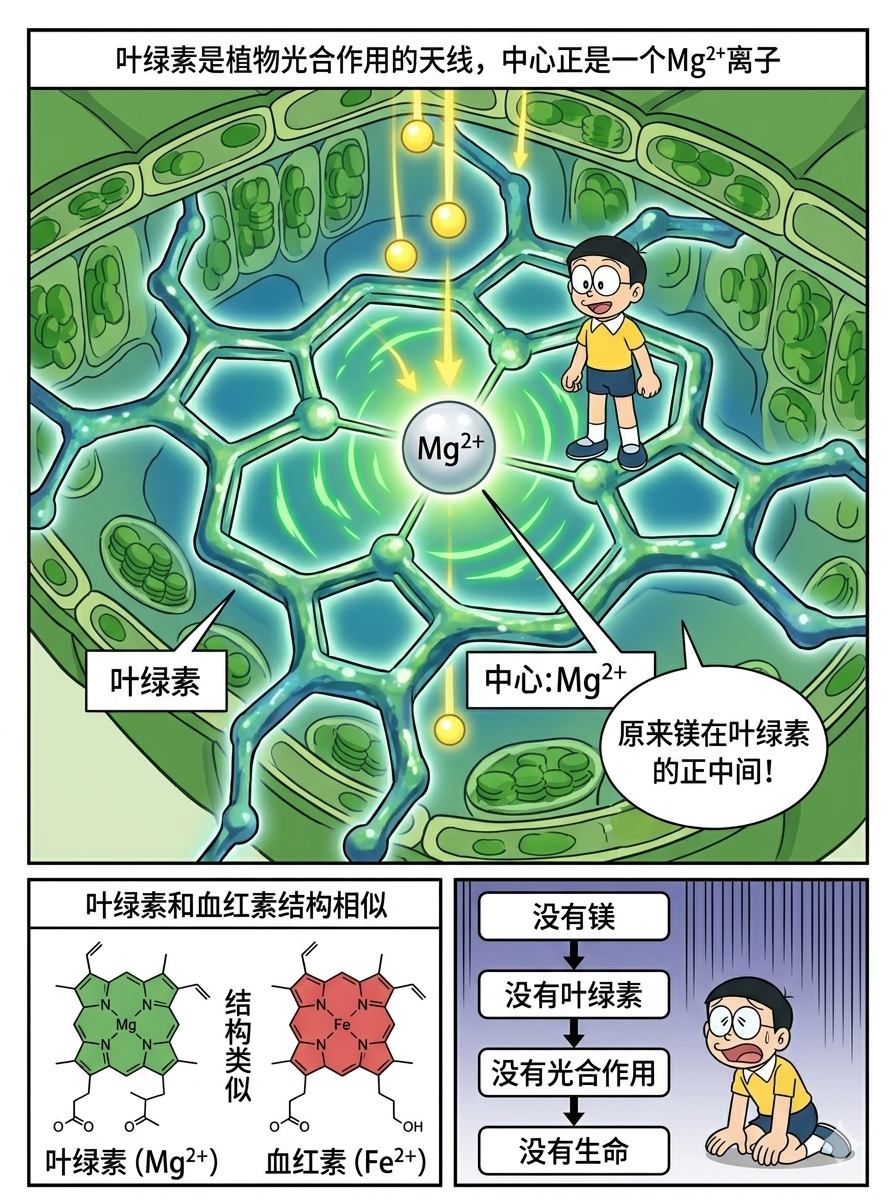 叶绿素是植物光合作用的天线，中心正是一个Mg²⁺离子
Mg²⁺
叶绿素
中心:Mg²⁺
原来镁在叶绿素
的正中间！
叶绿素和血红素结构相似
N
N
Mg
N
N
O
O
结构类似
N
N
Fe
N
N
O
O
OH
叶绿素 (Mg²⁺)
血红素 (Fe²⁺)
没有镁
没有叶绿素
没有光合作用
没有生命